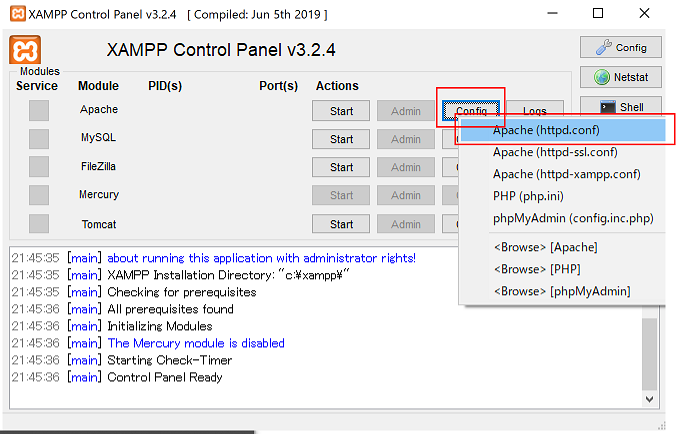 XAMPP Control Panel v3.2.4 [ Compiled: Jun 5th 2019 ]
XAMPP Control Panel v3.2.4
Config
Modules
Service Module PID(s) Port(s) Actions
Netstat
Apache Start Admin Config Logs
Shell
MySQL Start Admin
FileZilla Start Admin
Mercury Start Admin
Tomcat Start Admin
Apache (httpd.conf)
Apache (httpd-ssl.conf)
Apache (httpd-xampp.conf)
PHP (php.ini)
phpMyAdmin (config.inc.php)
<Browse> [Apache]
<Browse> [PHP]
<Browse> [phpMyAdmin]
21:45:35 [main] about running this application with administrator rights!
21:45:35 [main] XAMPP Installation Directory: "c:¥xampp¥"
21:45:35 [main] Checking for prerequisites
21:45:36 [main] All prerequisites found
21:45:36 [main] Initializing Modules
21:45:36 [main] The Mercury module is disabled
21:45:36 [main] Starting Check-Timer
21:45:36 [main] Control Panel Ready